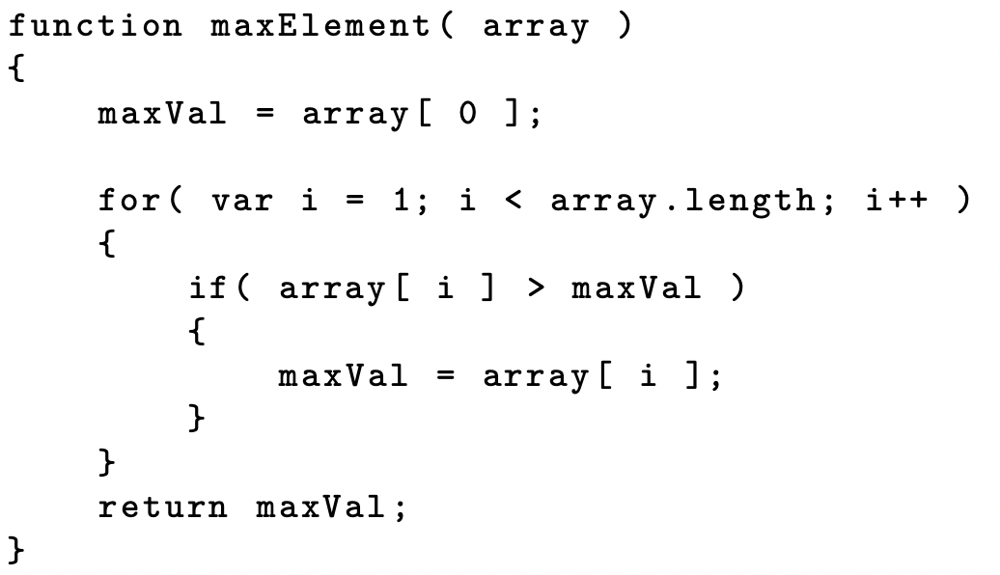 function maxElement( array )
{
    maxVal = array[ 0 ];

    for( var i = 1; i < array.length; i++ )
    {
        if( array[ i ] > maxVal )
        {
            maxVal = array[ i ];
        }
    }
    return maxVal;
}